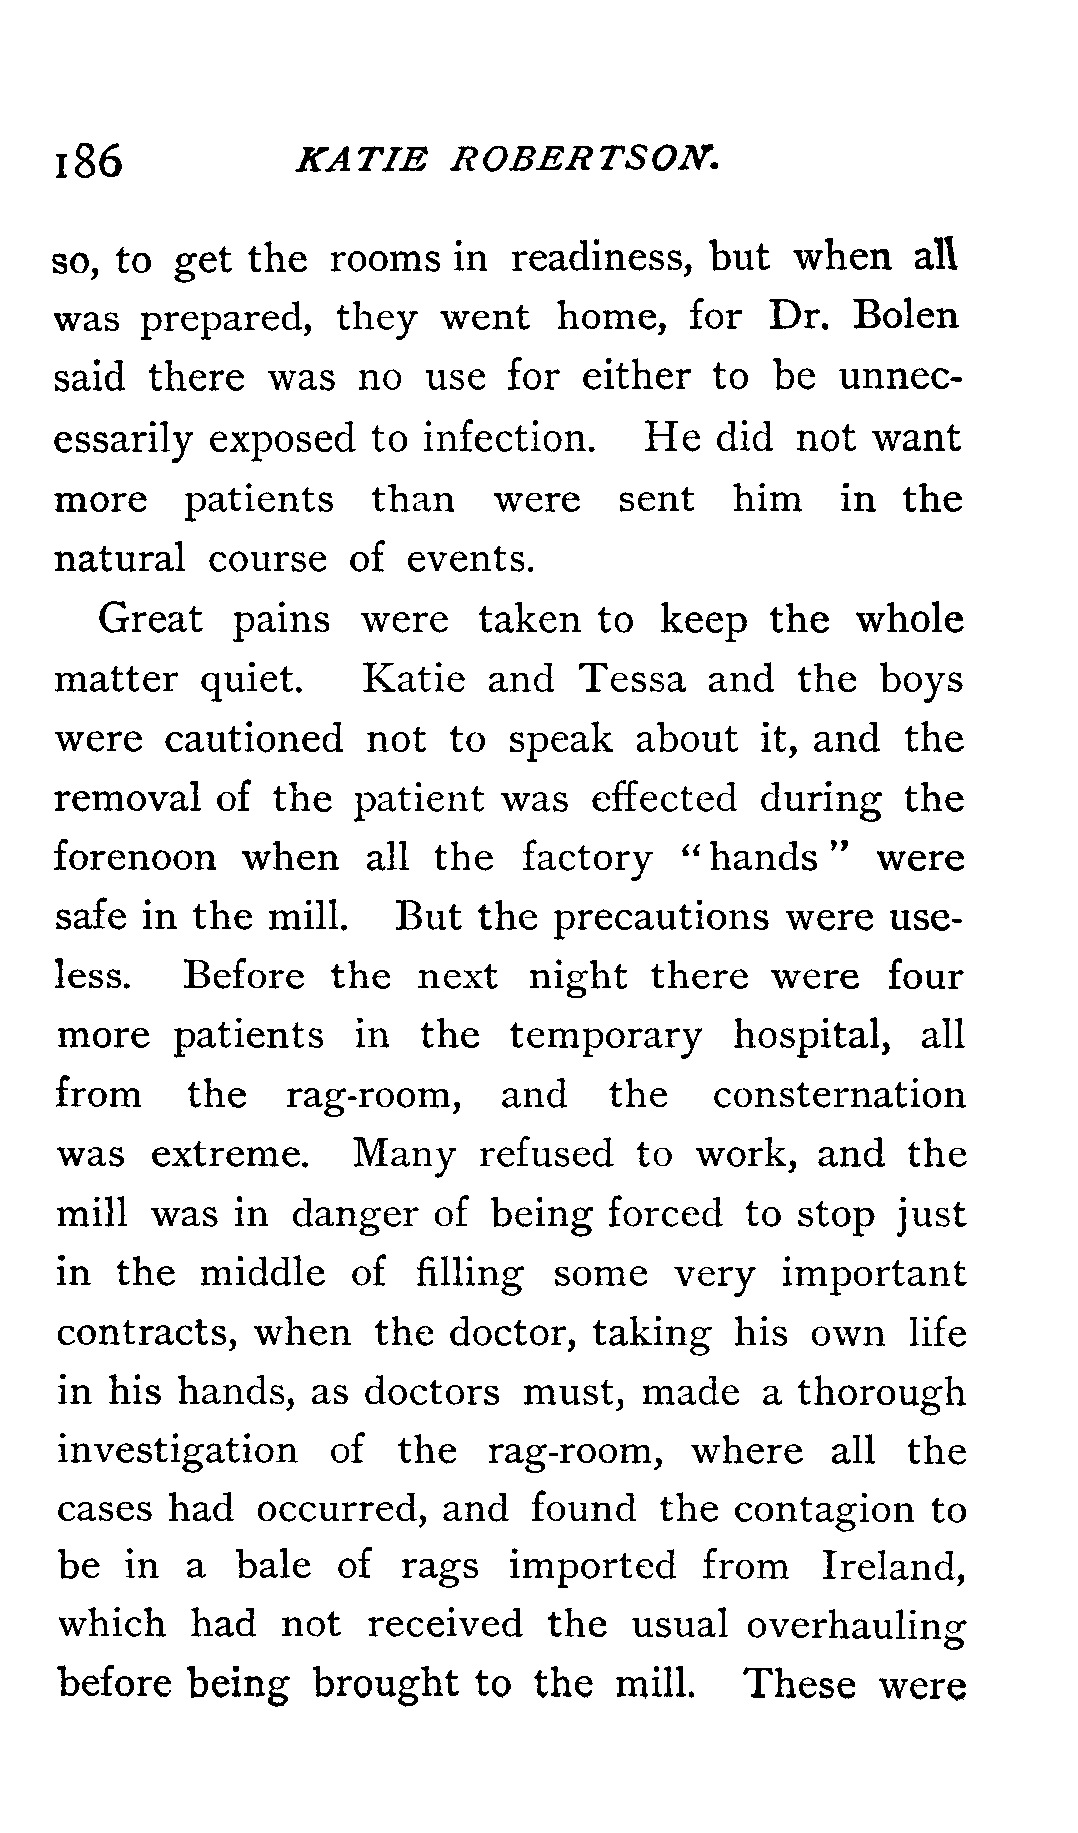 186 KATIE ROBERTSON.
so, to get the rooms in readiness, but when all
was prepared, they went home, for Dr. Bolen
said there was no use for either to be unnec-
essarily exposed to infection. He did not want
more patients than were sent him in the
natural course of events.
Great pains were taken to keep the whole
matter quiet. Katie and Tessa and the boys
were cautioned not to speak about it, and the
removal of the patient was effected during the
forenoon when all the factory “hands” were
safe in the mill. But the precautions were use-
less. Before the next night there were four
more patients in the temporary hospital, all
from the rag-room, and the consternation
was extreme. Many refused to work, and the
mill was in danger of being forced to stop just
in the middle of filling some very important
contracts, when the doctor, taking his own life
in his hands, as doctors must, made a thorough
investigation of the rag-room, where all the
cases had occurred, and found the contagion to
be in a bale of rags imported from Ireland,
which had not received the usual overhauling
before being brought to the mill. These were